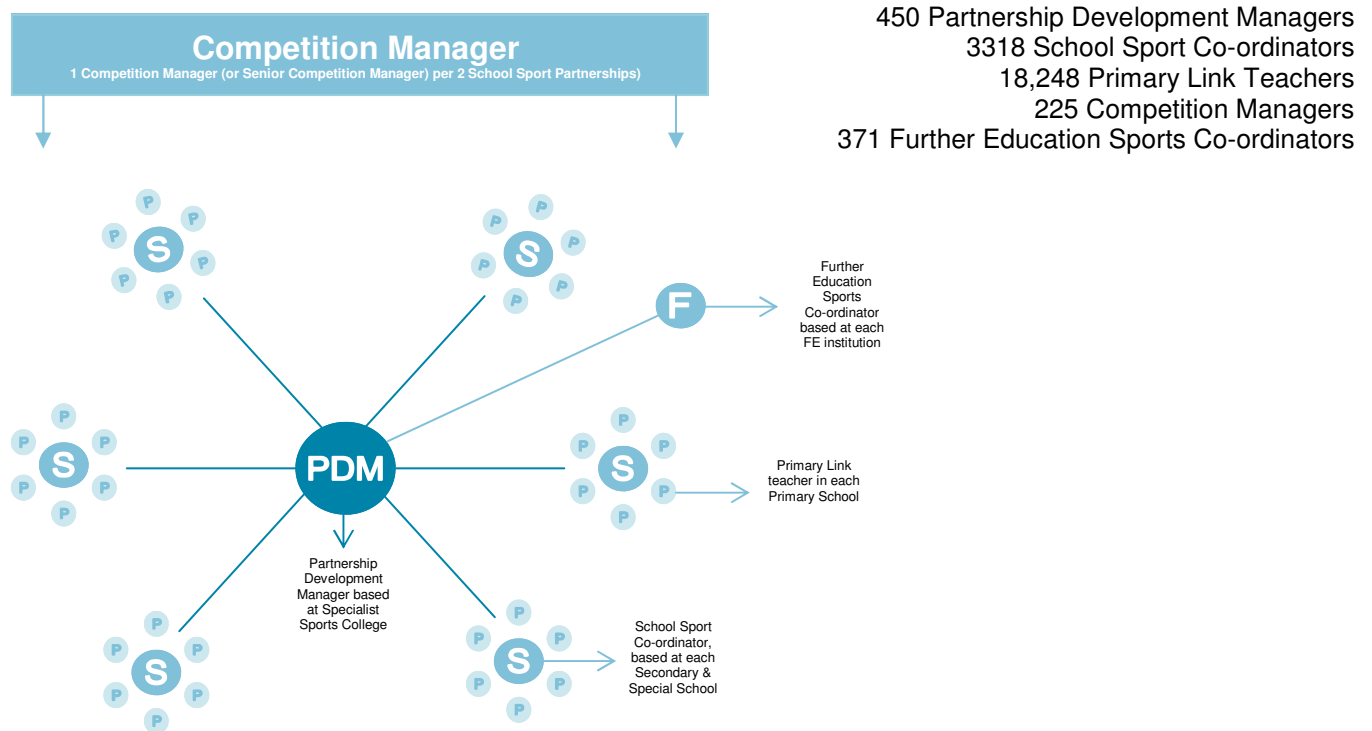 Competition Manager
1 Competition Manager (or Senior Competition Manager) per 2 School Sport Partnerships)
450 Partnership Development Managers
3318 School Sport Co-ordinators
18,248 Primary Link Teachers
225 Competition Managers
371 Further Education Sports Co-ordinators
P
P
P
S
P
P
P
P
P
P
S
P
P
P
F
Further
Education
Sports
Co-ordinator
based at each
FE institution
P
P
P
S
P
P
P
PDM
P
P
P
S
P
P
P
Primary Link
teacher in each
Primary School
Partnership
Development
Manager based
at Specialist
Sports College
P
P
P
S
P
P
P
P
P
P
S
P
P
P
School Sport
Co-ordinator,
based at each
Secondary &
Special School